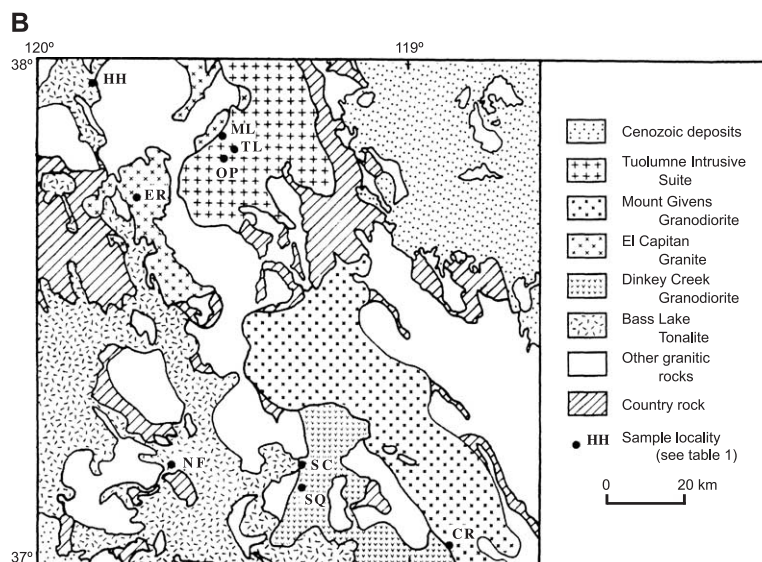 B
120°
119°
38°
HH
ML
TL
OP
ER
NF
SC
SQ
CR
37°
Cenozoic deposits
Tuolumne Intrusive
Suite
Mount Givens
Granodiorite
El Capitan
Granite
Dinkey Creek
Granodiorite
Bass Lake
Tonalite
Other granitic
rocks
Country rock
HH Sample locality
(see table 1)
0 20 km